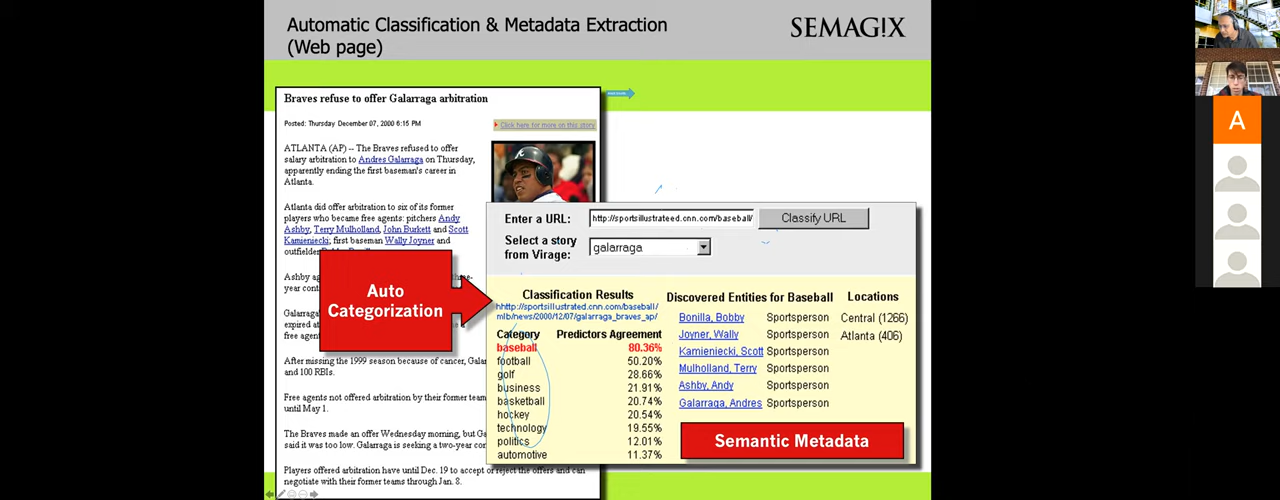 Automatic Classification & Metadata Extraction
(Web page)
SEMAGIX
Braves refuse to offer Galarraga arbitration
Posted: Thursday December 07, 2000 6:15 PM
Click here for more on this story
ATLANTA (AP) -- The Braves refused to offer
salary arbitration to Andres Galarraga on Thursday,
apparently ending the first baseman's career in
Atlanta.
Atlanta did offer arbitration to six of its former
players who became free agents: pitchers Andy
Ashby, Terry Mulholland, John Burkett and Scott
Kamieniecki; first baseman Wally Joyner and
outfielder
Ashby ag
three-
year con
Galarrag
expired at
free agen
After missing the 1999 season because of cancer, Galar
and 100 RBIs.
Free agents not offered arbitration by their former team
until May 1.
The Braves made an offer Wednesday morning, but Ga
said it was too low. Galarraga is seeking a two-year con
Players offered arbitration have until Dec. 19 to accept or reject the offers and can
negotiate with their former teams through Jan. 8.
Auto
Categorization
Enter a URL:
http://sportsillustrateed.cnn.com/baseball/
Classify URL
Select a story
from Virage:
galarraga
Classification Results
hhttp://sportsillustrated.cnn.com/baseball/
mlb/news/2000/12/07/galarraga_braves_ap/
Category Predictors Agreement
baseball 80.36%
football 50.20%
golf 28.66%
business 21.91%
basketball 20.74%
hockey 20.54%
technology 19.55%
politics 12.01%
automotive 11.37%
Discovered Entities for Baseball
Bonilla, Bobby Sportsperson
Joyner, Wally Sportsperson
Kamieniecki, Scott Sportsperson
Mulholland, Terry Sportsperson
Ashby, Andy Sportsperson
Galarraga, Andres Sportsperson
Locations
Central (1266)
Atlanta (406)
Semantic Metadata
A